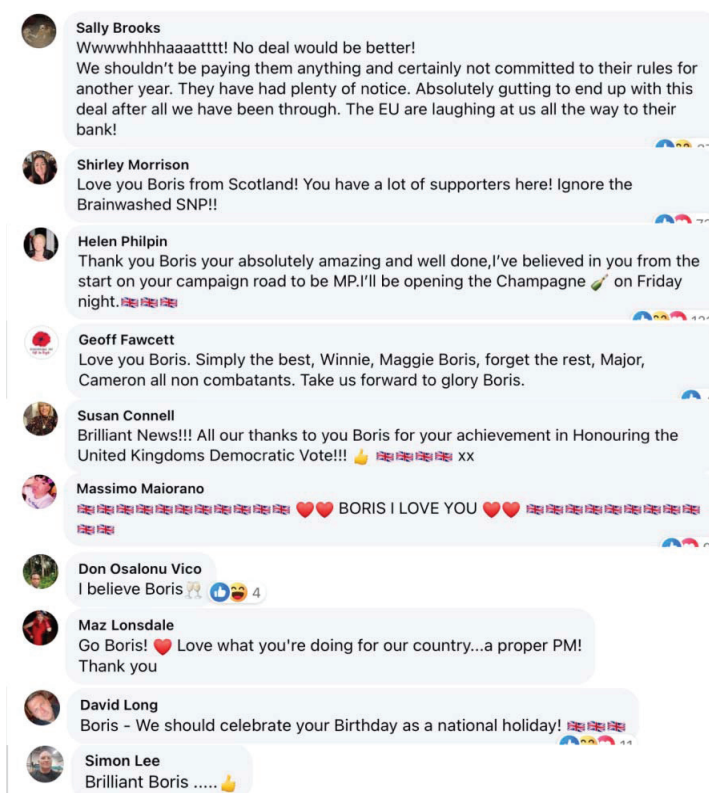 Sally Brooks
Wwwwhhhhaaaatttt! No deal would be better!
We shouldn't be paying them anything and certainly not committed to their rules for
another year. They have had plenty of notice. Absolutely gutting to end up with this
deal after all we have been through. The EU are laughing at us all the way to their
bank!
Shirley Morrison
Love you Boris from Scotland! You have a lot of supporters here! Ignore the
Brainwashed SNP!!
Helen Philpin
Thank you Boris your absolutely amazing and well done,I've believed in you from the
start on your campaign road to be MP.I'll be opening the Champagne 🍾 on Friday
night.🇬🇧🇬🇧🇬🇧
Geoff Fawcett
Love you Boris. Simply the best, Winnie, Maggie Boris, forget the rest, Major,
Cameron all non combatants. Take us forward to glory Boris.
Susan Connell
Brilliant News!!! All our thanks to you Boris for your achievement in Honouring the
United Kingdoms Democratic Vote!!! 👍 🇬🇧🇬🇧🇬🇧🇬🇧 xx
Massimo Maiorano
🇬🇧🇬🇧🇬🇧🇬🇧🇬🇧🇬🇧🇬🇧🇬🇧🇬🇧🇬🇧🇬🇧 ❤️❤️ BORIS I LOVE YOU ❤️❤️ 🇬🇧🇬🇧🇬🇧🇬🇧🇬🇧🇬🇧🇬🇧🇬🇧🇬🇧
🇬🇧🇬🇧
Don Osalonu Vico
I believe Boris🥂 4
Maz Lonsdale
Go Boris! ❤️ Love what you're doing for our country...a proper PM!
Thank you
David Long
Boris - We should celebrate your Birthday as a national holiday! 🇬🇧🇬🇧🇬🇧
Simon Lee
Brilliant Boris .....👍